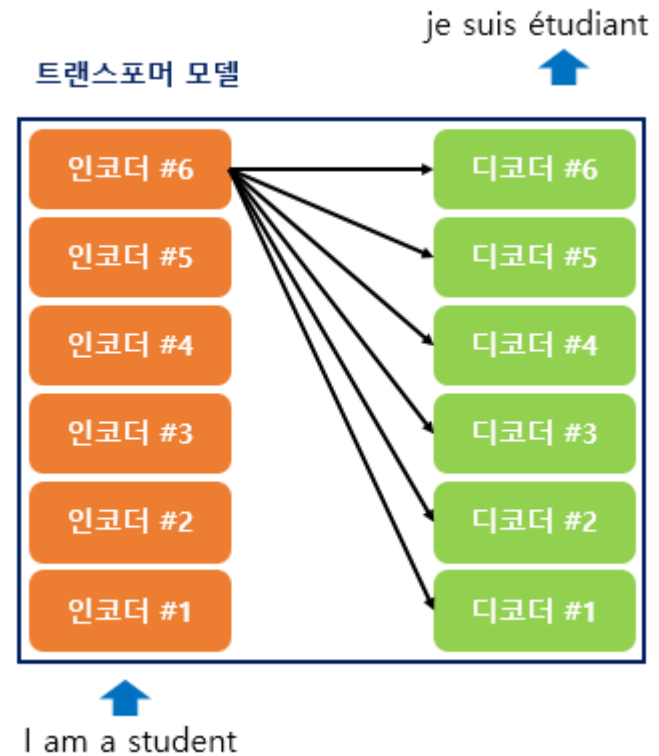 je suis étudiant
트랜스포머 모델
인코더 #6
디코더 #6
인코더 #5
디코더 #5
인코더 #4
디코더 #4
인코더 #3
디코더 #3
인코더 #2
디코더 #2
인코더 #1
디코더 #1
I am a student